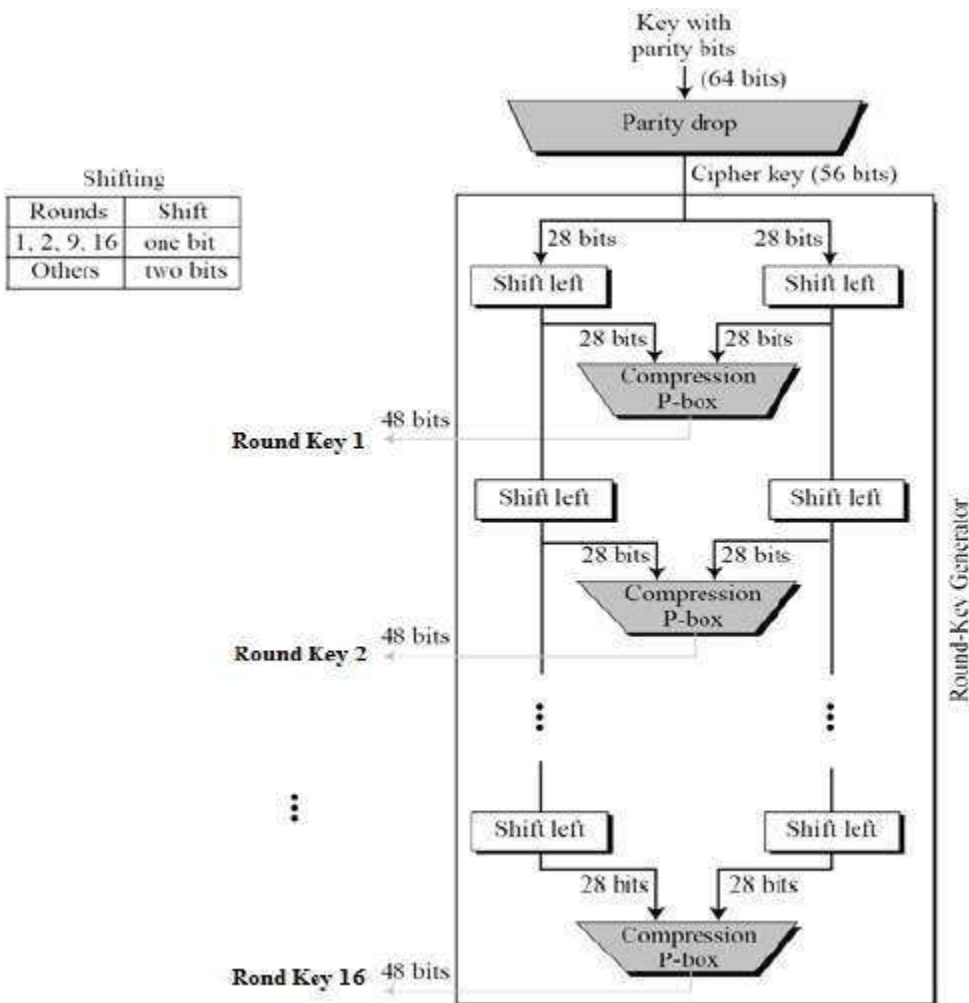 Key with
parity bits
(64 bits)
Parity drop
Cipher key (56 bits)
Shifting
Rounds Shift
1, 2, 9, 16 one bit
Others two bits
28 bits 28 bits
Shift left Shift left
28 bits 28 bits
Compression
P-box
48 bits
Round Key 1
Shift left Shift left
28 bits 28 bits
Compression
P-box
48 bits
Round Key 2
Round-Key Generator
Shift left Shift left
28 bits 28 bits
Compression
P-box
48 bits
Rond Key 16